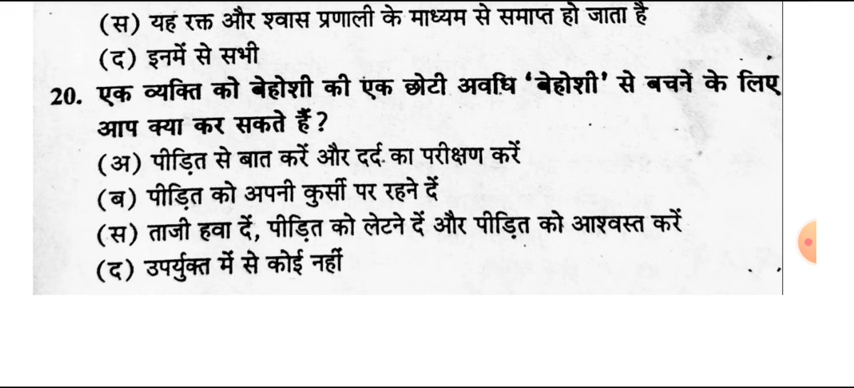 (स) यह रक्त और श्वास प्रणाली के माध्यम से समाप्त हो जाता है
(द) इनमें से सभी
20. एक व्यक्ति को बेहोशी की एक छोटी अवधि ‘बेहोशी’ से बचने के लिए
आप क्या कर सकते हैं?
(अ) पीड़ित से बात करें और दर्द का परीक्षण करें
(ब) पीड़ित को अपनी कुर्सी पर रहने दें
(स) ताजी हवा दें, पीड़ित को लेटने दें और पीड़ित को आश्वस्त करें
(द) उपर्युक्त में से कोई नहीं